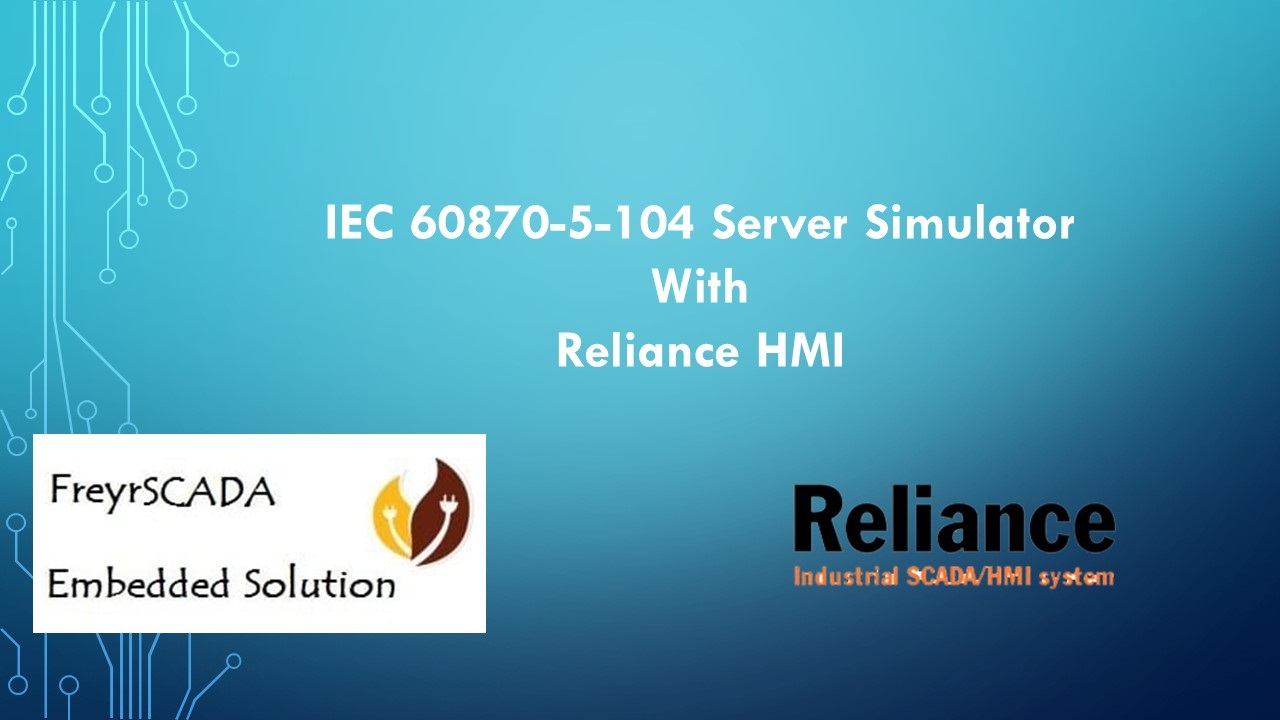 IEC 60870-5-104 Server Simulator
With
Reliance HMI
FreyrSCADA
Embedded Solution
Reliance
Industrial SCADA/HMI system